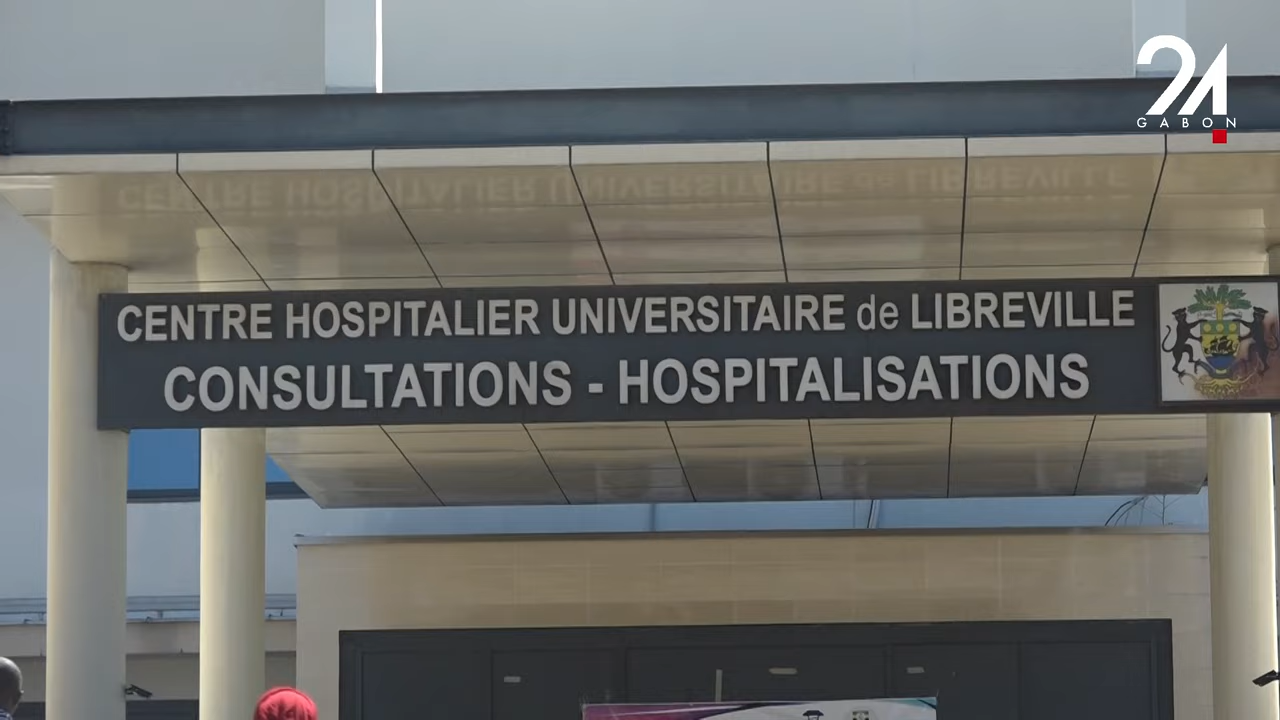 24
GABON
CENTRE HOSPITALIER UNIVERSITAIRE de LIBREVILLE
CONSULTATIONS - HOSPITALISATIONS